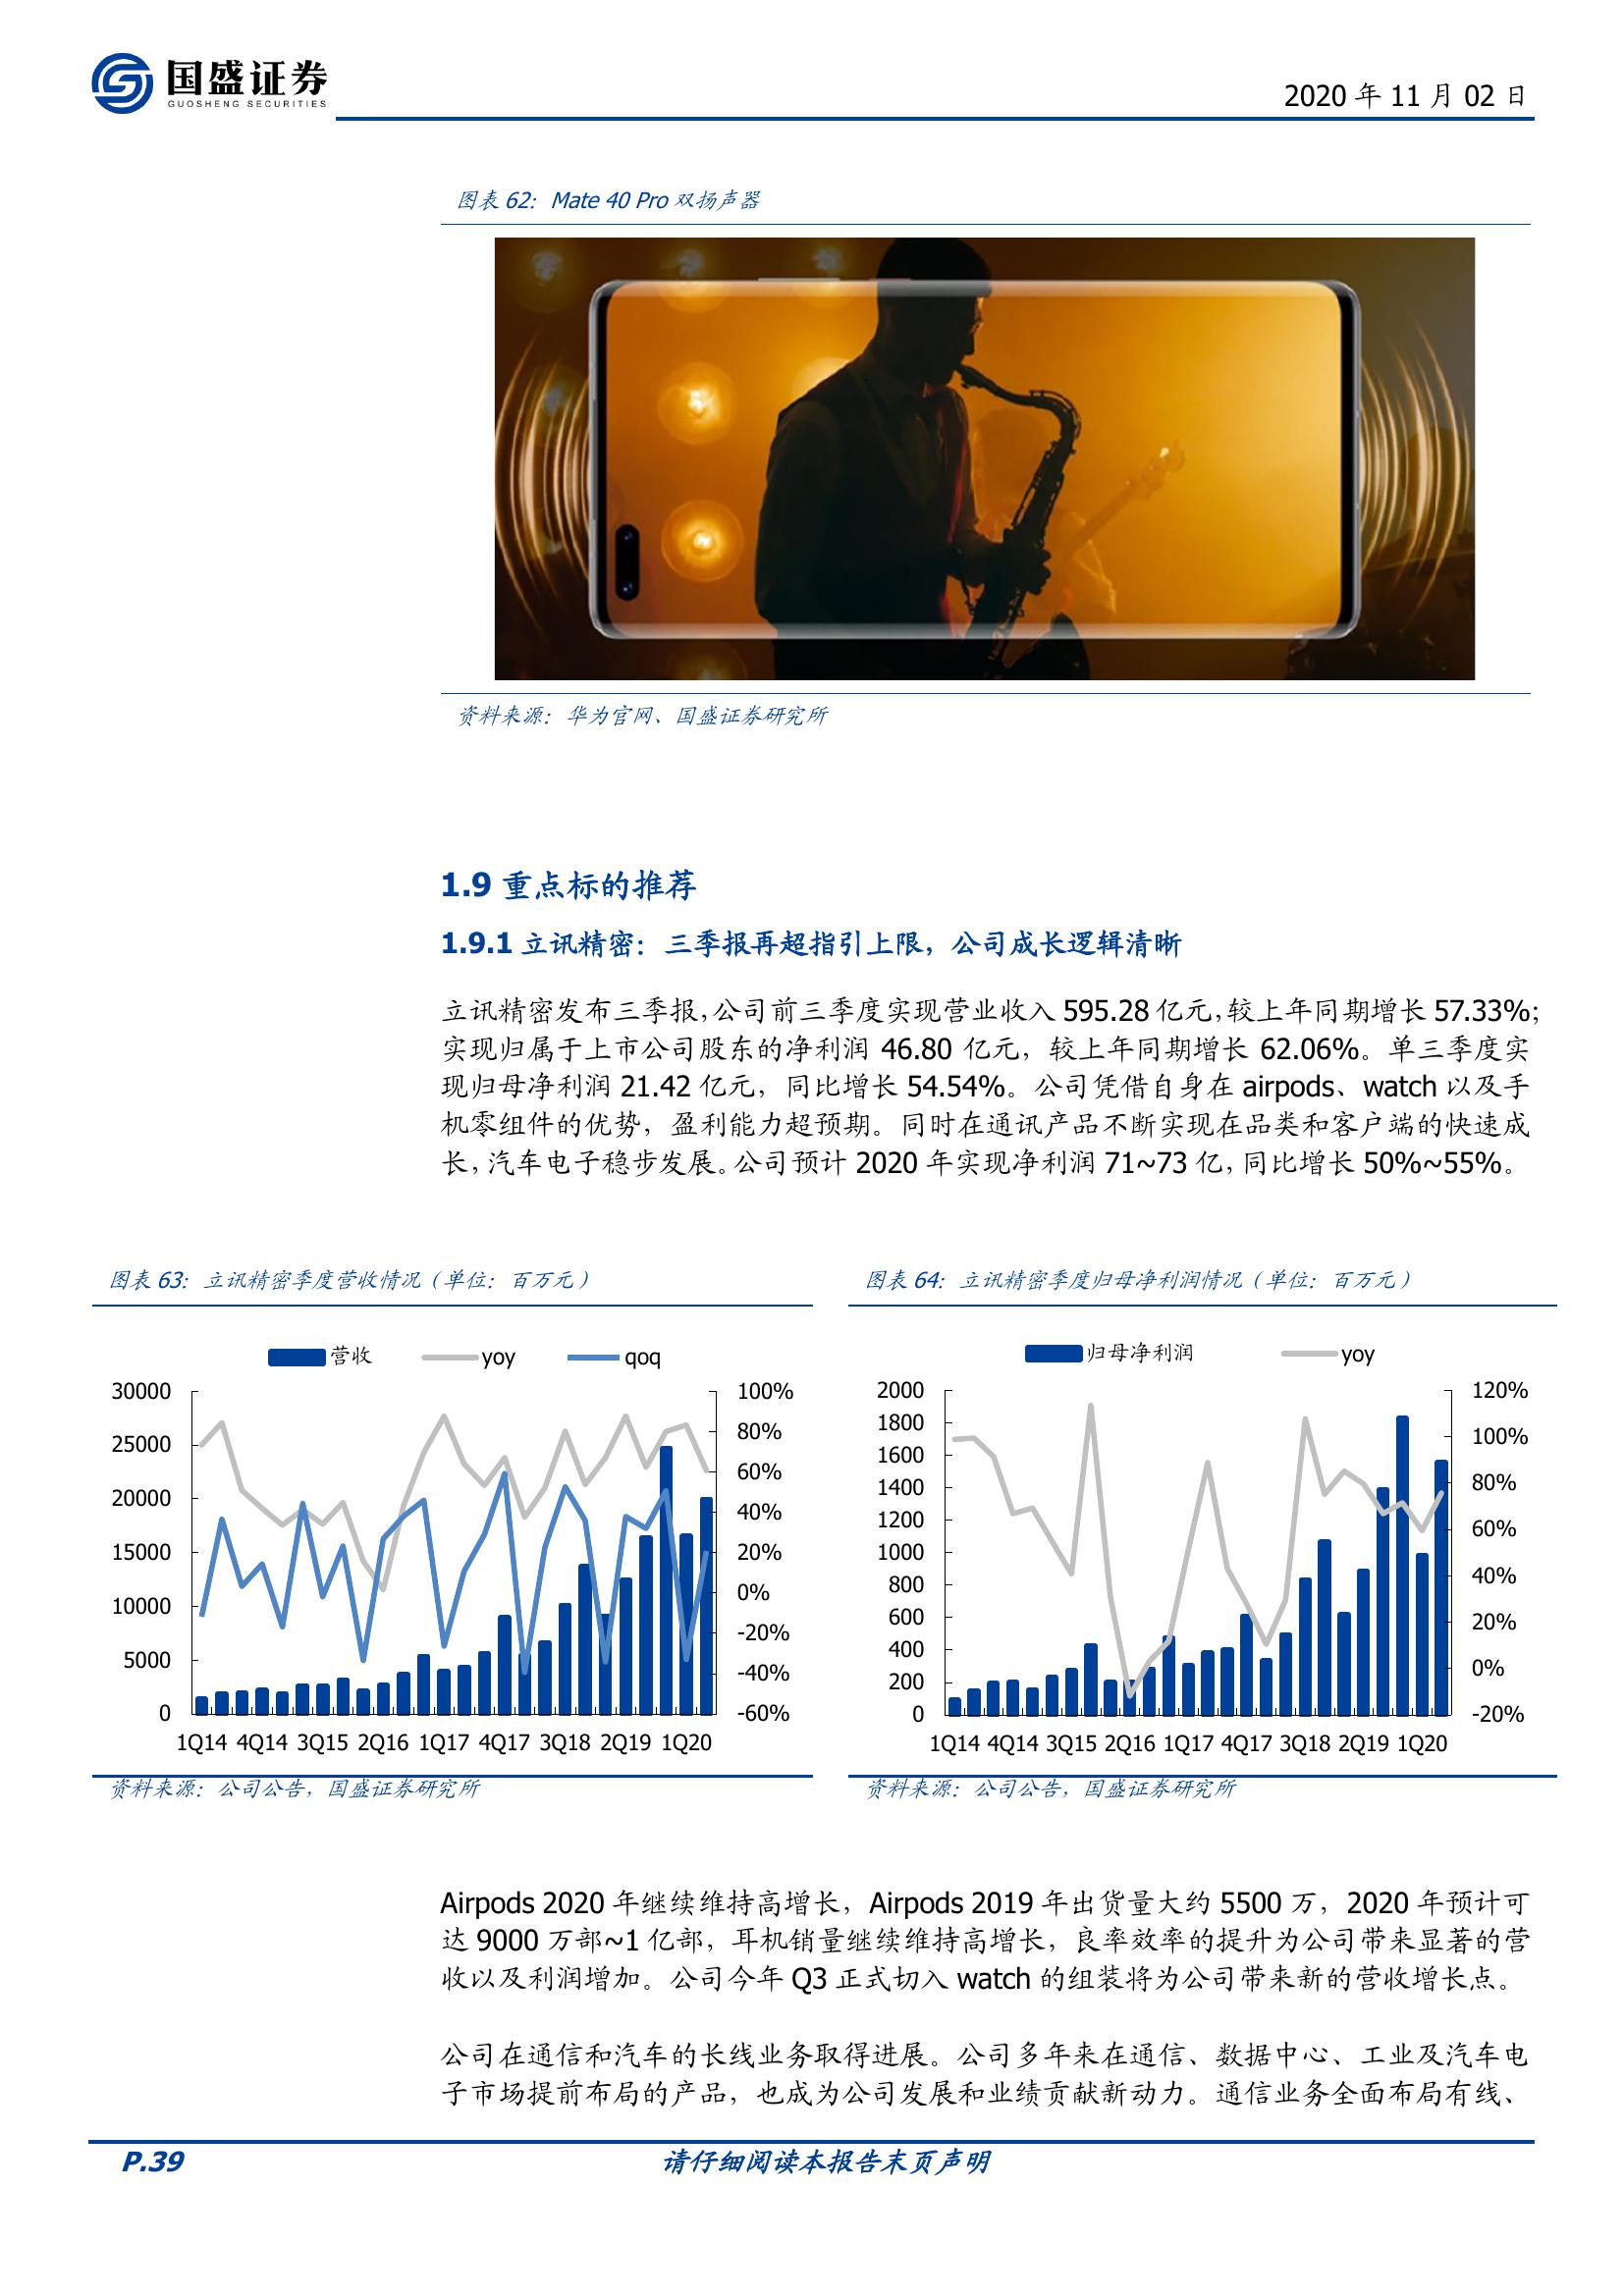 国盛证券
GUOSHENG SECURITIES
2020 年 11 月 02 日
图表 62: Mate 40 Pro 双扬声器
资料来源：华为官网、国盛证券研究所
1.9 重点标的推荐
1.9.1 立讯精密：三季报再超指引上限，公司成长逻辑清晰
立讯精密发布三季报，公司前三季度实现营业收入 595.28 亿元，较上年同期增长 57.33%；
实现归属于上市公司股东的净利润 46.80 亿元，较上年同期增长 62.06%。单三季度实
现归母净利润 21.42 亿元，同比增长 54.54%。公司凭借自身在 airpods、watch 以及手
机零组件的优势，盈利能力超预期。同时在通讯产品不断实现在品类和客户端的快速成
长，汽车电子稳步发展。公司预计 2020 年实现净利润 71~73 亿，同比增长 50%~55%。
图表 63：立讯精密季度营收情况（单位：百万元）
营收 yoy qoq
30000
25000
20000
15000
10000
5000
0
100%
80%
60%
40%
20%
0%
-20%
-40%
-60%
1Q14 4Q14 3Q15 2Q16 1Q17 4Q17 3Q18 2Q19 1Q20
资料来源：公司公告，国盛证券研究所
图表 64：立讯精密季度归母净利润情况（单位：百万元）
归母净利润 yoy
2000
1800
1600
1400
1200
1000
800
600
400
200
0
120%
100%
80%
60%
40%
20%
0%
-20%
1Q14 4Q14 3Q15 2Q16 1Q17 4Q17 3Q18 2Q19 1Q20
资料来源：公司公告，国盛证券研究所
Airpods 2020 年继续维持高增长，Airpods 2019 年出货量大约 5500 万，2020 年预计可
达 9000 万部~1 亿部，耳机销量继续维持高增长，良率效率的提升为公司带来显著的营
收以及利润增加。公司今年 Q3 正式切入 watch 的组装将为公司带来新的营收增长点。
公司在通信和汽车的长线业务取得进展。公司多年来在通信、数据中心、工业及汽车电
子市场提前布局的产品，也成为公司发展和业绩贡献新动力。通信业务全面布局有线、
P.39
请仔细阅读本报告末页声明